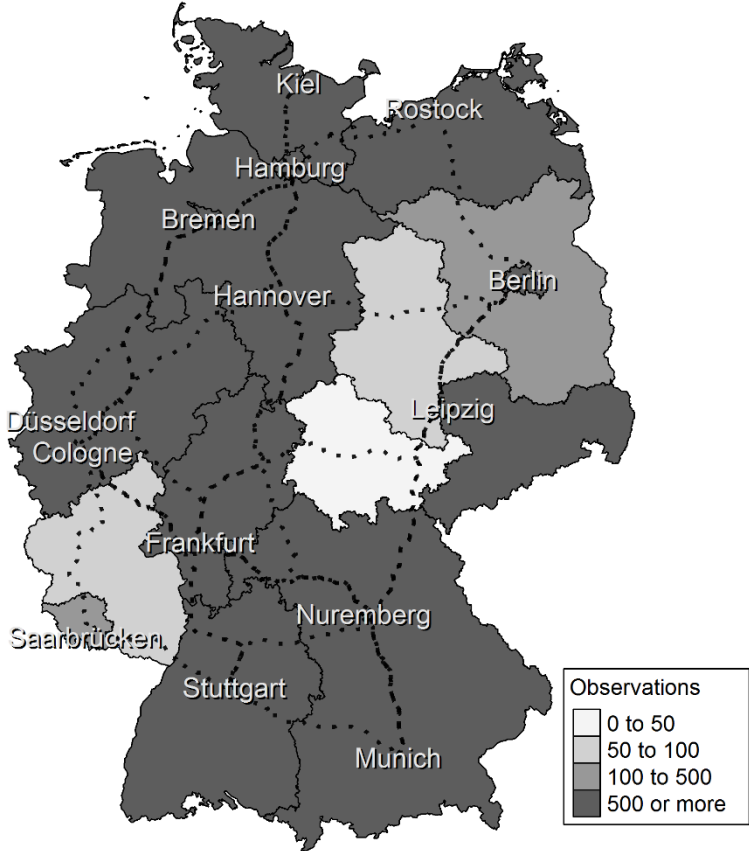 Kiel
Rostock
Hamburg
Bremen
Berlin
Hannover
Leipzig
Düsseldorf
Cologne
Frankfurt
Nuremberg
Saarbrücken
Stuttgart
Munich
Observations
0 to 50
50 to 100
100 to 500
500 or more